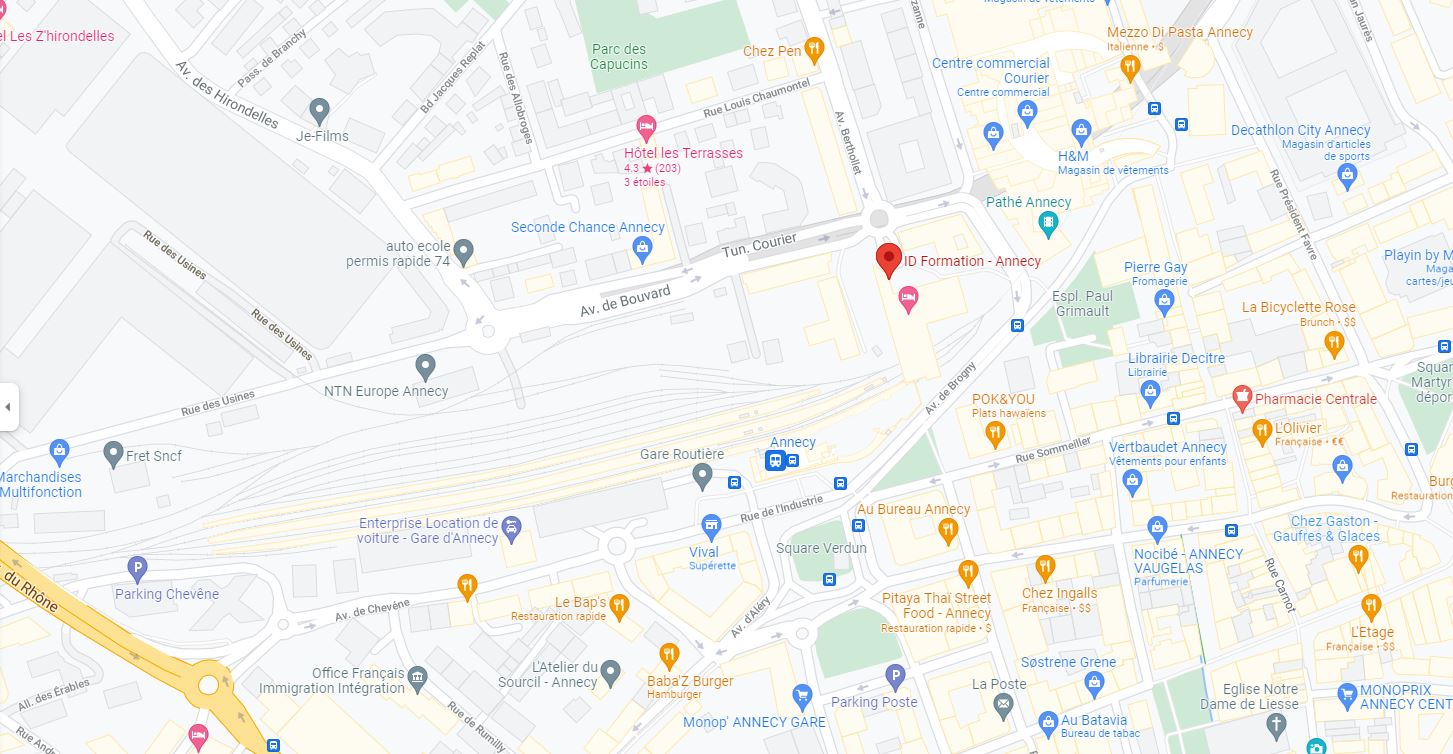 Magasin de vêtements
el Les Z'hirondelles
Pass. de Branchy
Bd Jacques Replat
Rue des Allobroges
Parc des
Capucins
Chez Pen
Mezzo Di Pasta Annecy
Italienne • $
Av. des Hirondelles
Centre commercial
Courier
Centre commercial
Rue Louis Chaumontel
Je-Films
Av. Berthollet
Decathlon City Annecy
Magasin d'articles
de sports
Hôtel les Terrasses
4.3 ★ (203)
3 étoiles
H&M
Magasin de vêtements
Rue Président Favre
Pathé Annecy
Seconde Chance Annecy
auto ecole
permis rapide 74
Tun. Courier
Rue des Usines
ID Formation - Annecy
Pierre Gay
Fromagerie
Playin by M
Maga
cartes/jeu
Av. de Bouvard
Espl. Paul
Grimault
La Bicyclette Rose
Brunch • $$
Rue des Usines
Librairie Decitre
Librairie
NTN Europe Annecy
Av. de Brogny
Squar
Martyr
dépor
Rue des Usines
POK&YOU
Plats hawaïens
Pharmacie Centrale
L'Olivier
Française • €€
Annecy
Rue Sommeiller
Vertbaudet Annecy
Vêtements pour enfants
Fret Sncf
Gare Routière
Marchandises
Multifonction
Burg
Restauration
Rue de l'Industrie
Au Bureau Annecy
Enterprise Location de
voiture - Gare d'Annecy
Vival
Supérette
Square Verdun
Chez Gaston -
Gaufres & Glaces
Nocibé - ANNECY
VAUGELAS
Parfumerie
du Rhône
Parking Chevêne
Rue Carnot
Av. de Chevêne
Le Bap's
Restauration rapide
Av. d'Aléry
Pitaya Thaï Street
Food - Annecy
Restauration rapide • $
Chez Ingalls
Française • $$
L'Etage
Française • $$
Office Français
Immigration Intégration
L'Atelier du
Sourcil - Annecy
Baba'Z Burger
Hamburger
Søstrene Grene
All. des Érables
La Poste
Parking Poste
Eglise Notre
Dame de Liesse
MONOPRIX
ANNECY CENT
Rue de Rumilly
Monop' ANNECY GARE
Au Batavia
Bureau de tabac